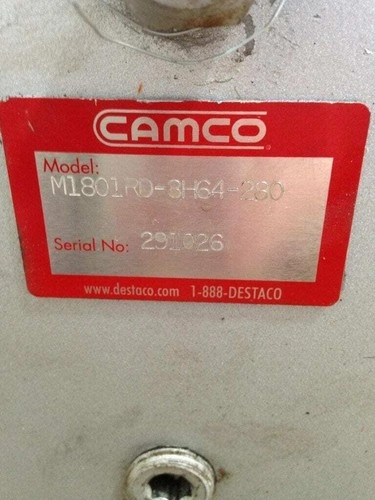 CAMCO
Model:
M1801RD-8H64-280
Serial No: 291026
www.destaco.com 1-888-DESTACO